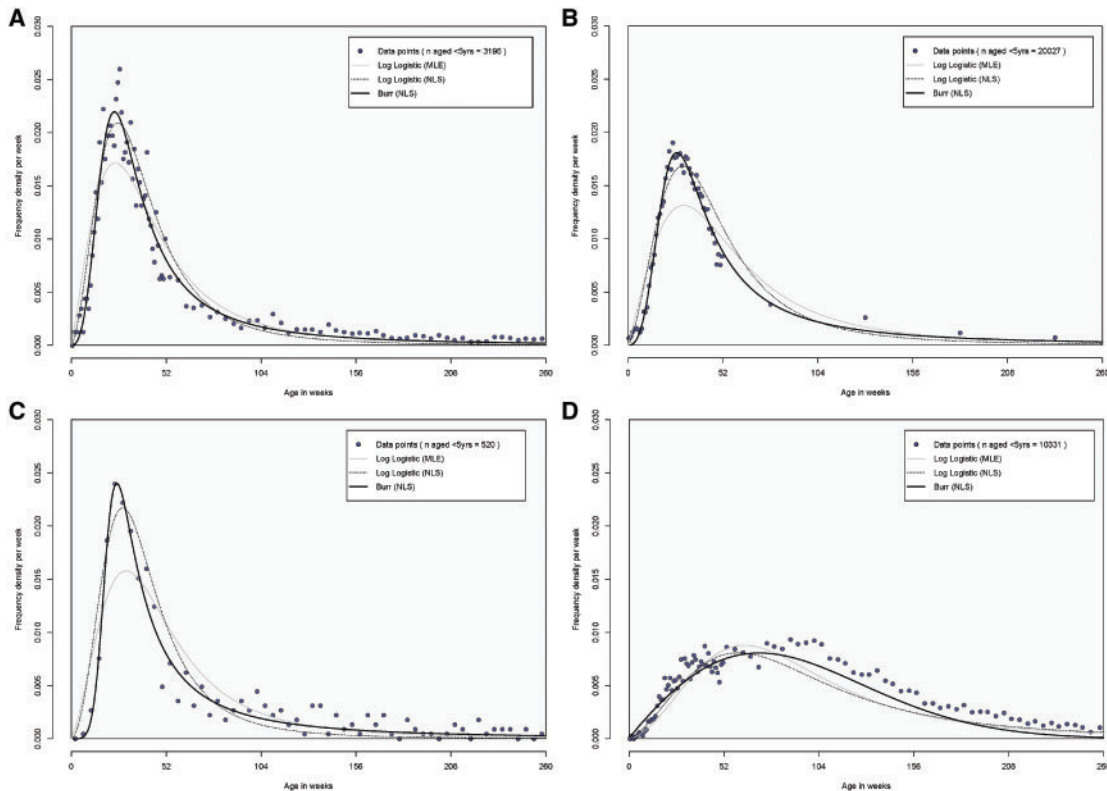 A
Data points ( n aged <5yrs = 3196 )
Log Logistic (MLE)
Log Logistic (NLS)
Burr (NLS)
Frequency density per week
0.030
0.025
0.020
0.015
0.010
0.005
0.000
0
52
104
156
208
260
Age in weeks
B
Data points ( n aged <5yrs = 20027 )
Log Logistic (MLE)
Log Logistic (NLS)
Burr (NLS)
Frequency density per week
0.030
0.025
0.020
0.015
0.010
0.005
0.000
0
52
104
156
208
260
Age in weeks
C
Data points ( n aged <5yrs = 520 )
Log Logistic (MLE)
Log Logistic (NLS)
Burr (NLS)
Frequency density per week
0.030
0.025
0.020
0.015
0.010
0.005
0.000
0
52
104
156
208
260
Age in weeks
D
Data points ( n aged <5yrs = 10331 )
Log Logistic (MLE)
Log Logistic (NLS)
Burr (NLS)
Frequency density per week
0.030
0.025
0.020
0.015
0.010
0.005
0.000
0
52
104
156
208
260
Age in weeks